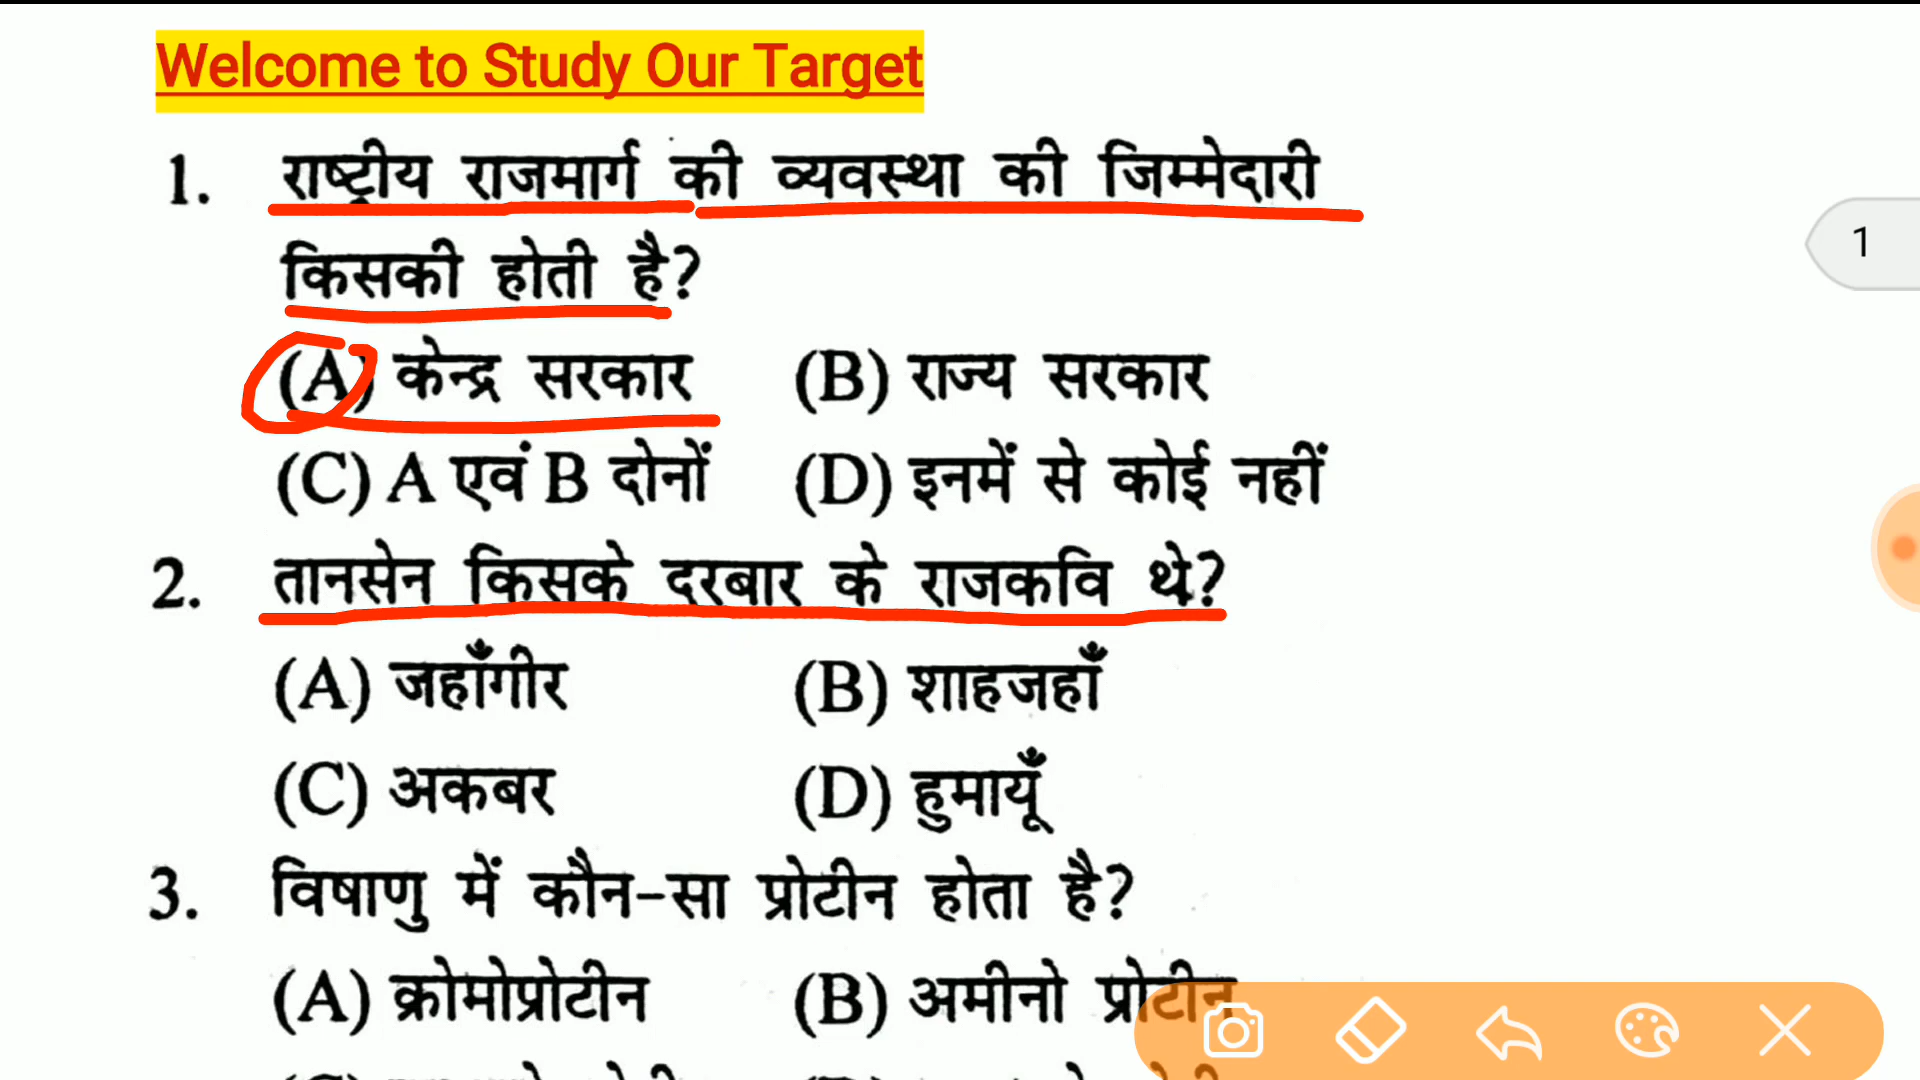 Welcome to Study Our Target
1. राष्ट्रीय राजमार्ग की व्यवस्था की जिम्मेदारी
किसकी होती है?
(A) केन्द्र सरकार (B) राज्य सरकार
(C) A एवं B दोनों (D) इनमें से कोई नहीं
2. तानसेन किसके दरबार के राजकवि थे?
(A) जहाँगीर (B) शाहजहाँ
(C) अकबर (D) हुमायूँ
3. विषाणु में कौन-सा प्रोटीन होता है?
(A) क्रोमोप्रोटीन (B) अमीनो प्रोटीन
1